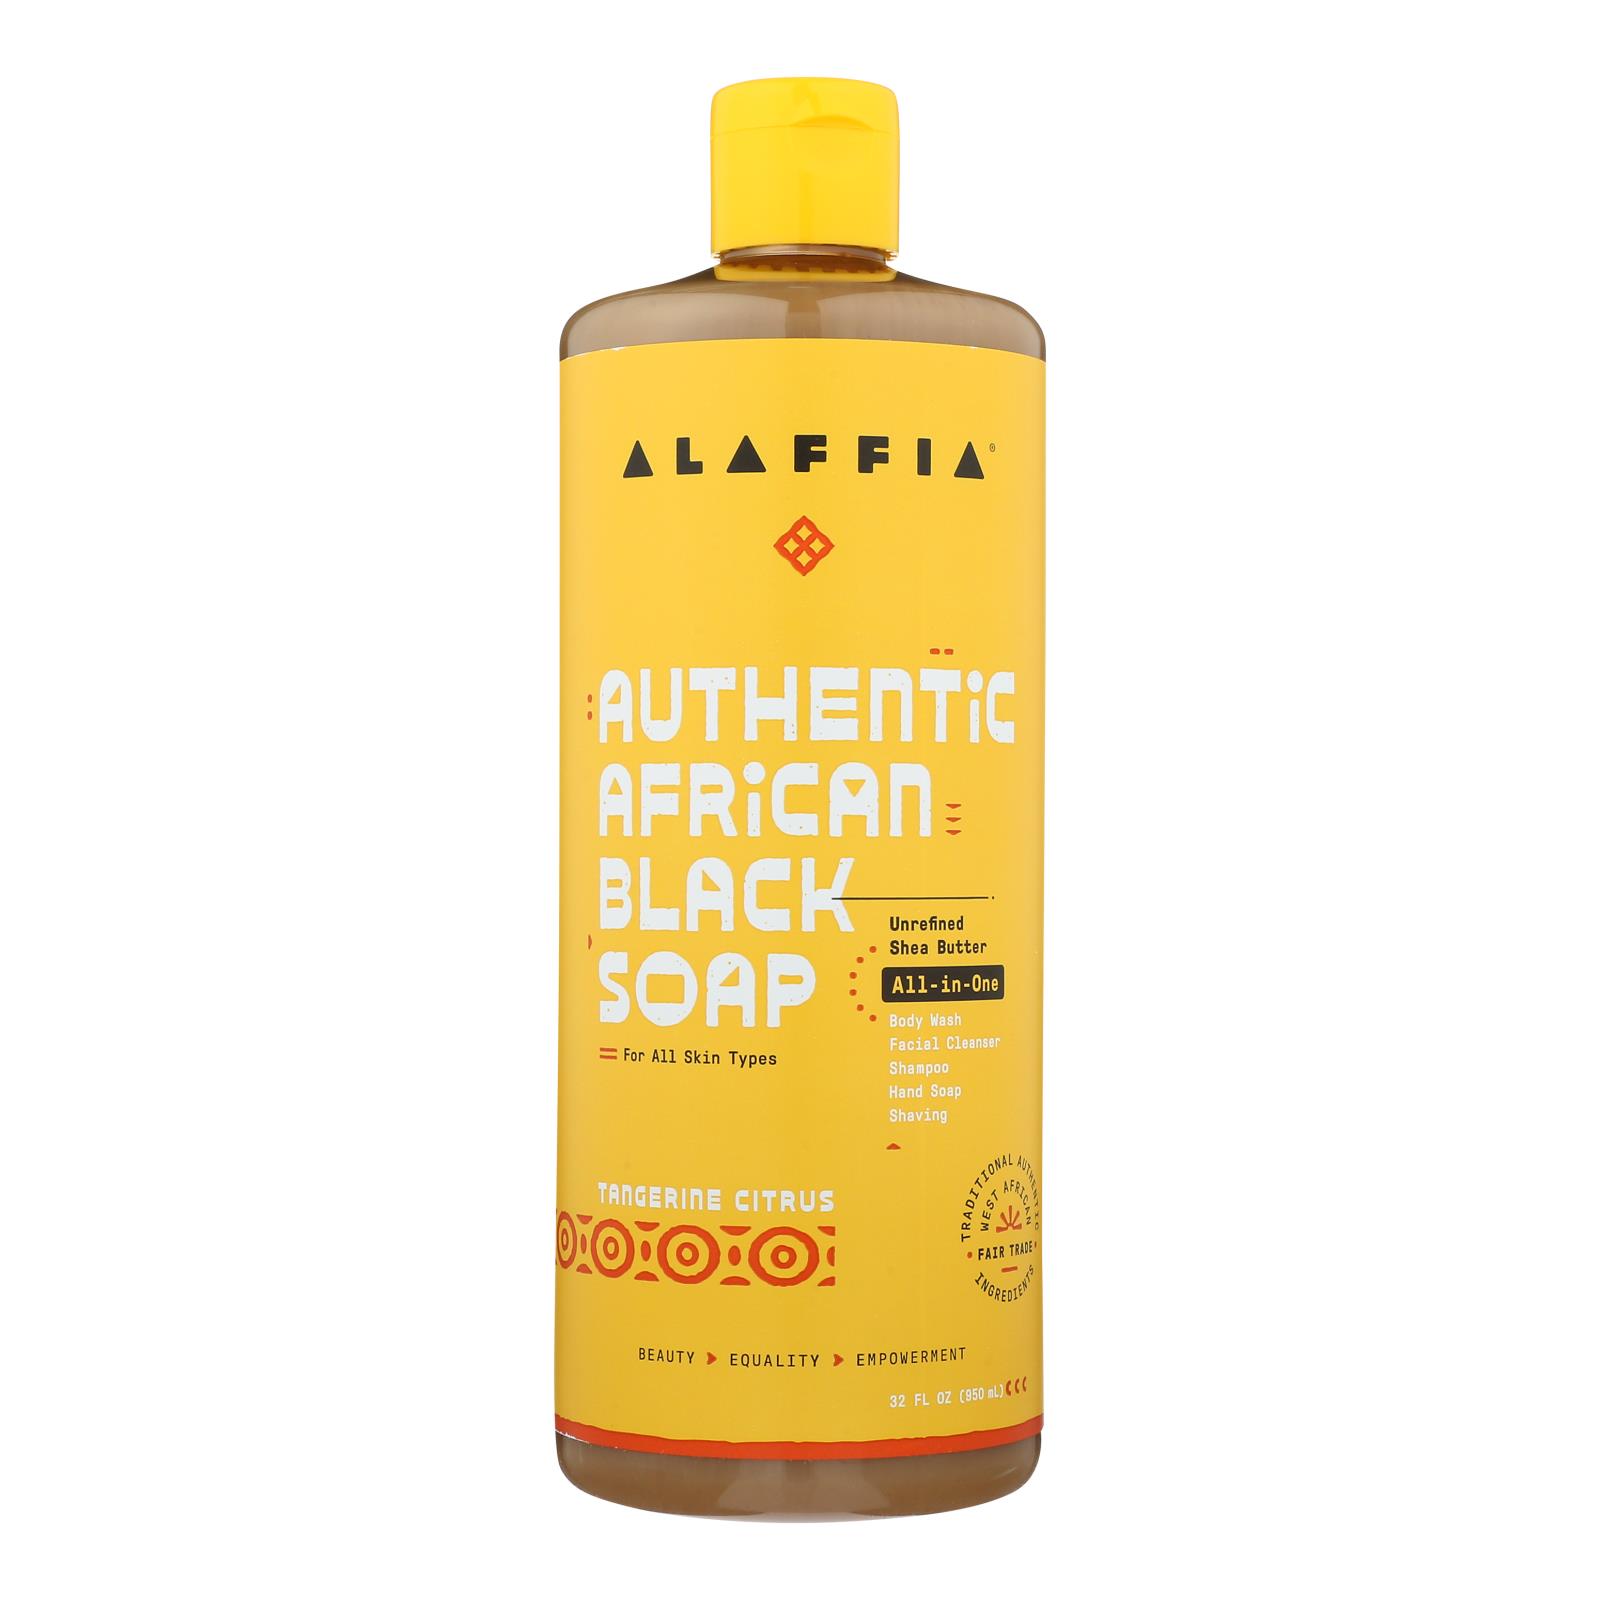 ALAFFIA®
AUTHENTIC
AFRICAN
BLACK
SOAP
For All Skin Types
Unrefined
Shea Butter
All-in-One
Body Wash
Facial Cleanser
Shampoo
Hand Soap
Shaving
TANGERINE CITRUS
TRADITIONAL AUTHENTIC
WEST AFRICAN
FAIR TRADE
INGREDIENTS
BEAUTY EQUALITY EMPOWERMENT
32 FL OZ (950 mL)